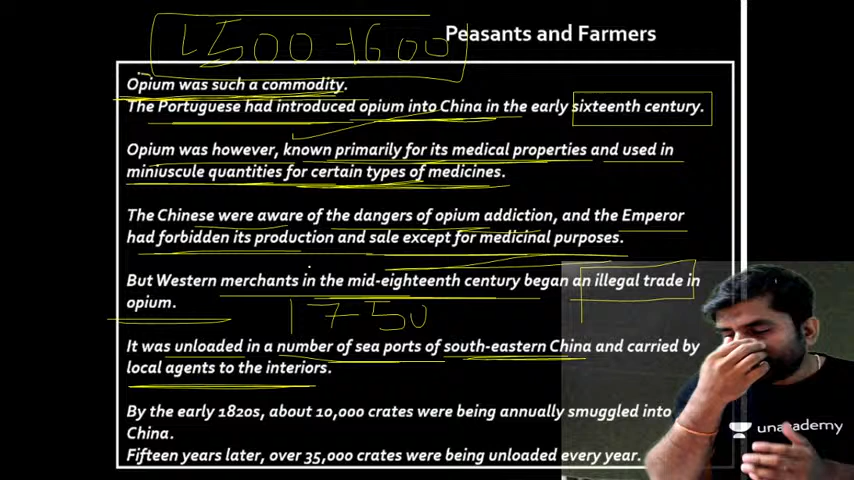 1500-1600
Peasants and Farmers
Opium was such a commodity.
The Portuguese had introduced opium into China in the early sixteenth century.
Opium was however, known primarily for its medical properties and used in
miniuscule quantities for certain types of medicines.
The Chinese were aware of the dangers of opium addiction, and the Emperor
had forbidden its production and sale except for medicinal purposes.
But Western merchants in the mid-eighteenth century began an illegal trade in
opium.
1750
It was unloaded in a number of sea ports of south-eastern China and carried by
local agents to the interiors.
By the early 1820s, about 10,000 crates were being annually smuggled into
China.
unacademy
Fifteen years later, over 35,000 crates were being unloaded every year.